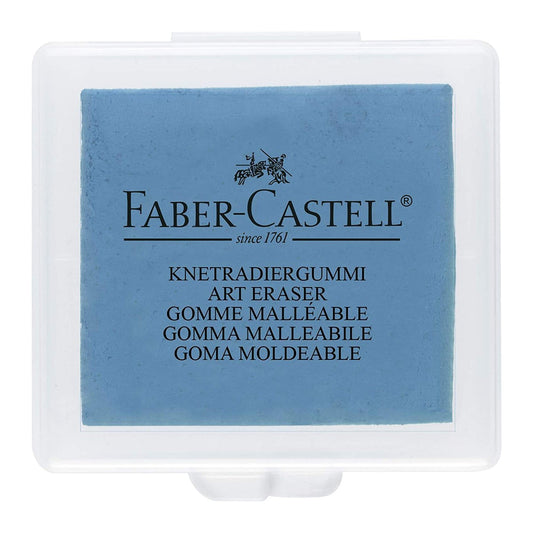 FABER-CASTELL®
since 1761
KNETRADIERGUMMI
ART ERASER
GOMME MALLÉABLE
GOMMA MALLEABILE
GOMA MOLDEABLE